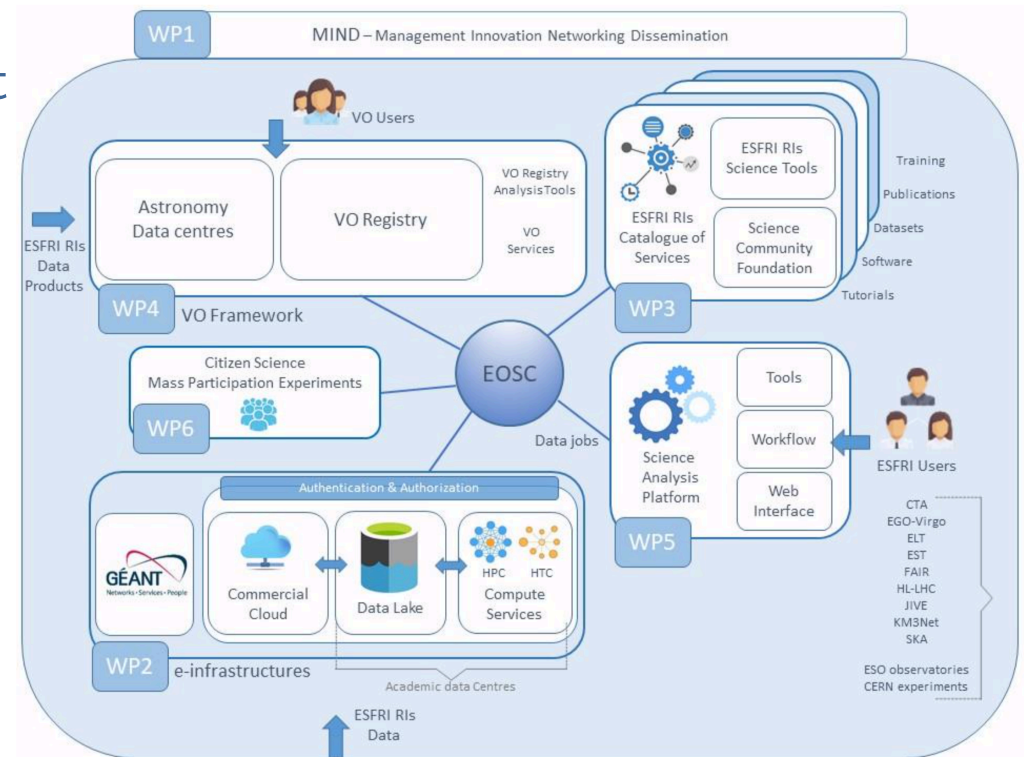 WP1
MIND – Management Innovation Networking Dissemination
t
VO Users
Astronomy
Data centres
VO Registry
VO Registry
AnalysisTools
VO
Services
ESFRI RIs
Data
Products
WP4
VO Framework
ESFRI RIs
Catalogue of
Services
ESFRI RIs
Science Tools
Science
Community
Foundation
Training
Publications
Datasets
Software
Tutorials
WP3
Citizen Science
Mass Participation Experiments
WP6
EOSC
Data jobs
Science
Analysis
Platform
Tools
Workflow
Web
Interface
WP5
ESFRI Users
CTA
EGO-Virgo
ELT
EST
FAIR
HL-LHC
JIVE
KM3Net
SKA
ESO observatories
CERN experiments
Authentication & Authorization
GÉANT
Networks • Services • People
Commercial
Cloud
Data Lake
HPC
HTC
Compute
Services
WP2
e-infrastructures
Academic data Centres
ESFRI RIs
Data